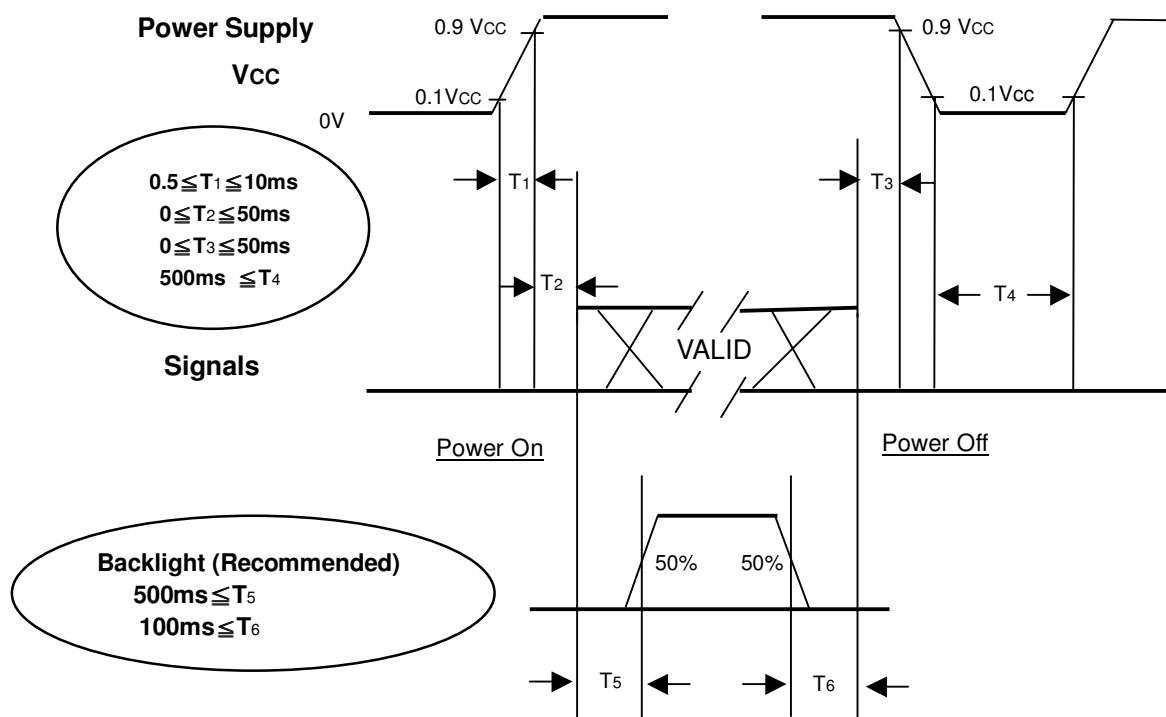 Power Supply
VCC
0.9 VCC
0.1VCC
0V
0.9 VCC
0.1Vcc
0.5≦T1≦10ms
0≦T2≦50ms
0≦T3≦50ms
500ms ≦T4
T1
T2
T3
T4
Signals
VALID
Power On
Power Off
Backlight (Recommended)
500ms≦T5
100ms≦T6
50%
50%
T5
T6